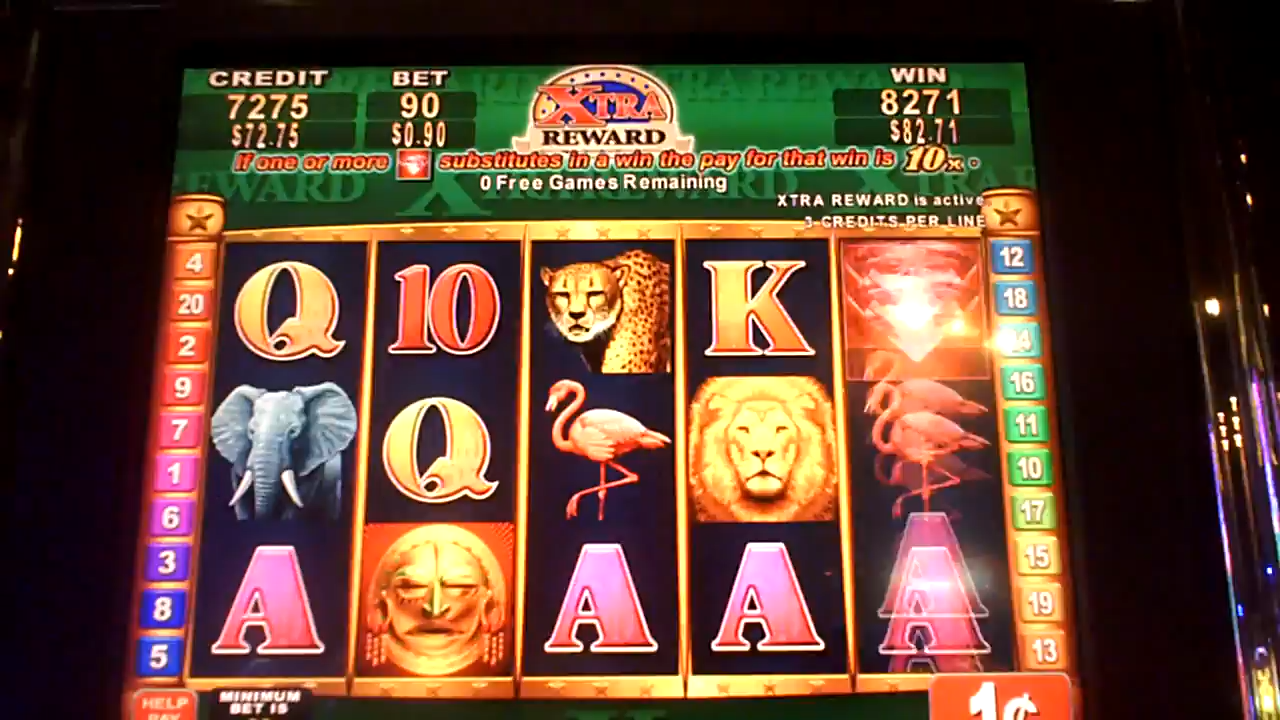 CREDIT BET WIN
7275 90 8271
$72.75 $0.90 $82.71
XTRA
REWARD
If one or more substitutes in a win the pay for that win is 10x.
0 Free Games Remaining
XTRA REWARD is active
3 CREDITS PER LINE
4 12
20 18
2 14
9 16
7 11
1 10
6 17
3 15
8 19
5 13
Q 10 K
Q
A A A A
HELP
PAY
MINIMUM
BET IS
1¢